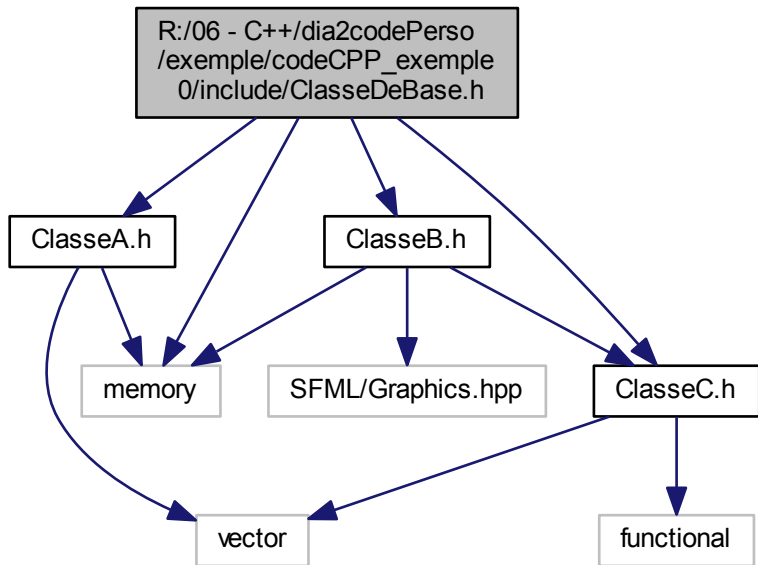 R:/06 - C++/dia2codePerso
/exemple/codeCPP_exemple
0/include/ClasseDeBase.h
ClasseA.h
ClasseB.h
memory
SFML/Graphics.hpp
ClasseC.h
vector
functional